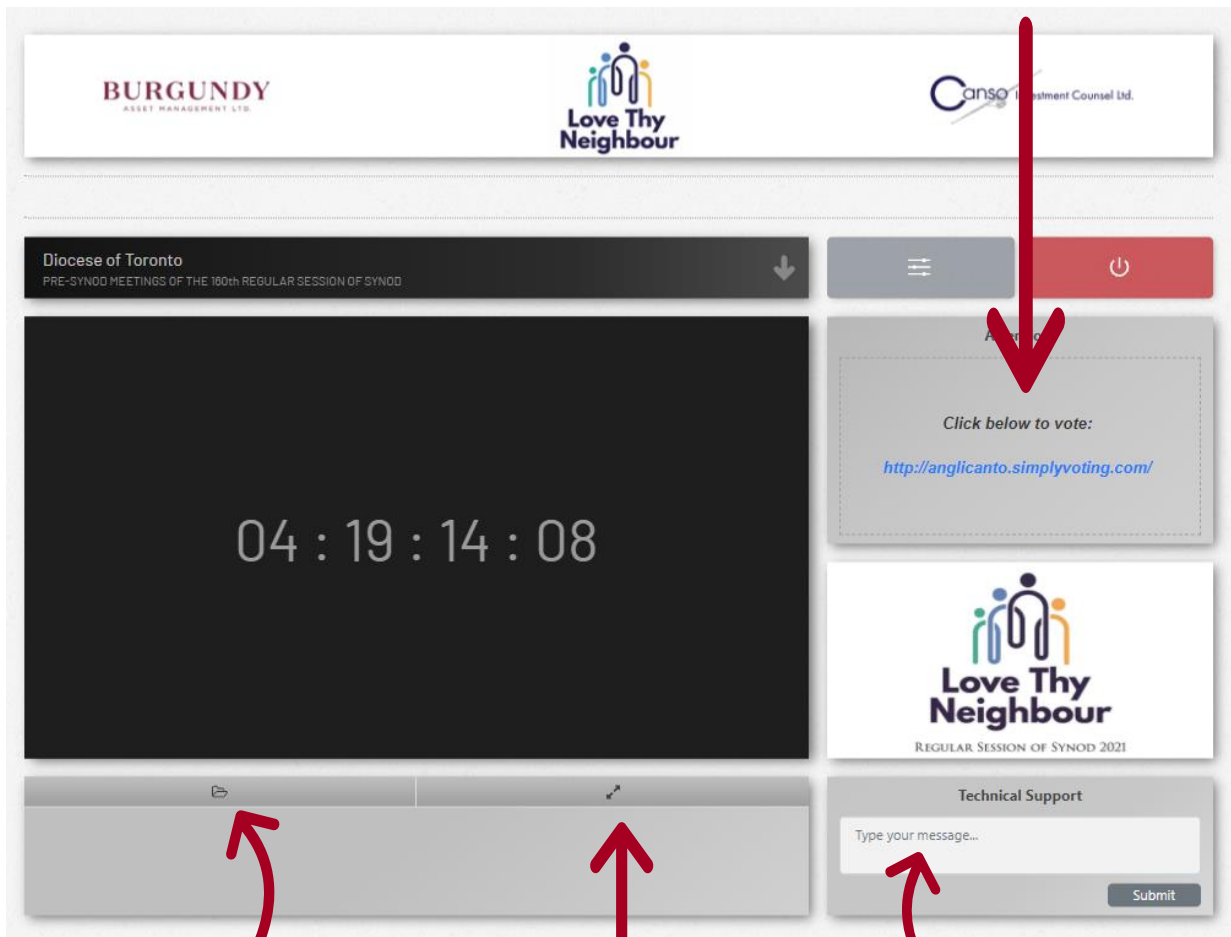 BURGUNDY
ASSET MANAGEMENT LTD.
Love Thy
Neighbour
Canso Investment Counsel Ltd.
Diocese of Toronto
PRE-SYNOD MEETINGS OF THE 160th REGULAR SESSION OF SYNOD
Click below to vote:
http://anglicanto.simplyvoting.com/
04 : 19 : 14 : 08
Love Thy
Neighbour
REGULAR SESSION OF SYNOD 2021
Technical Support
Type your message...
Submit